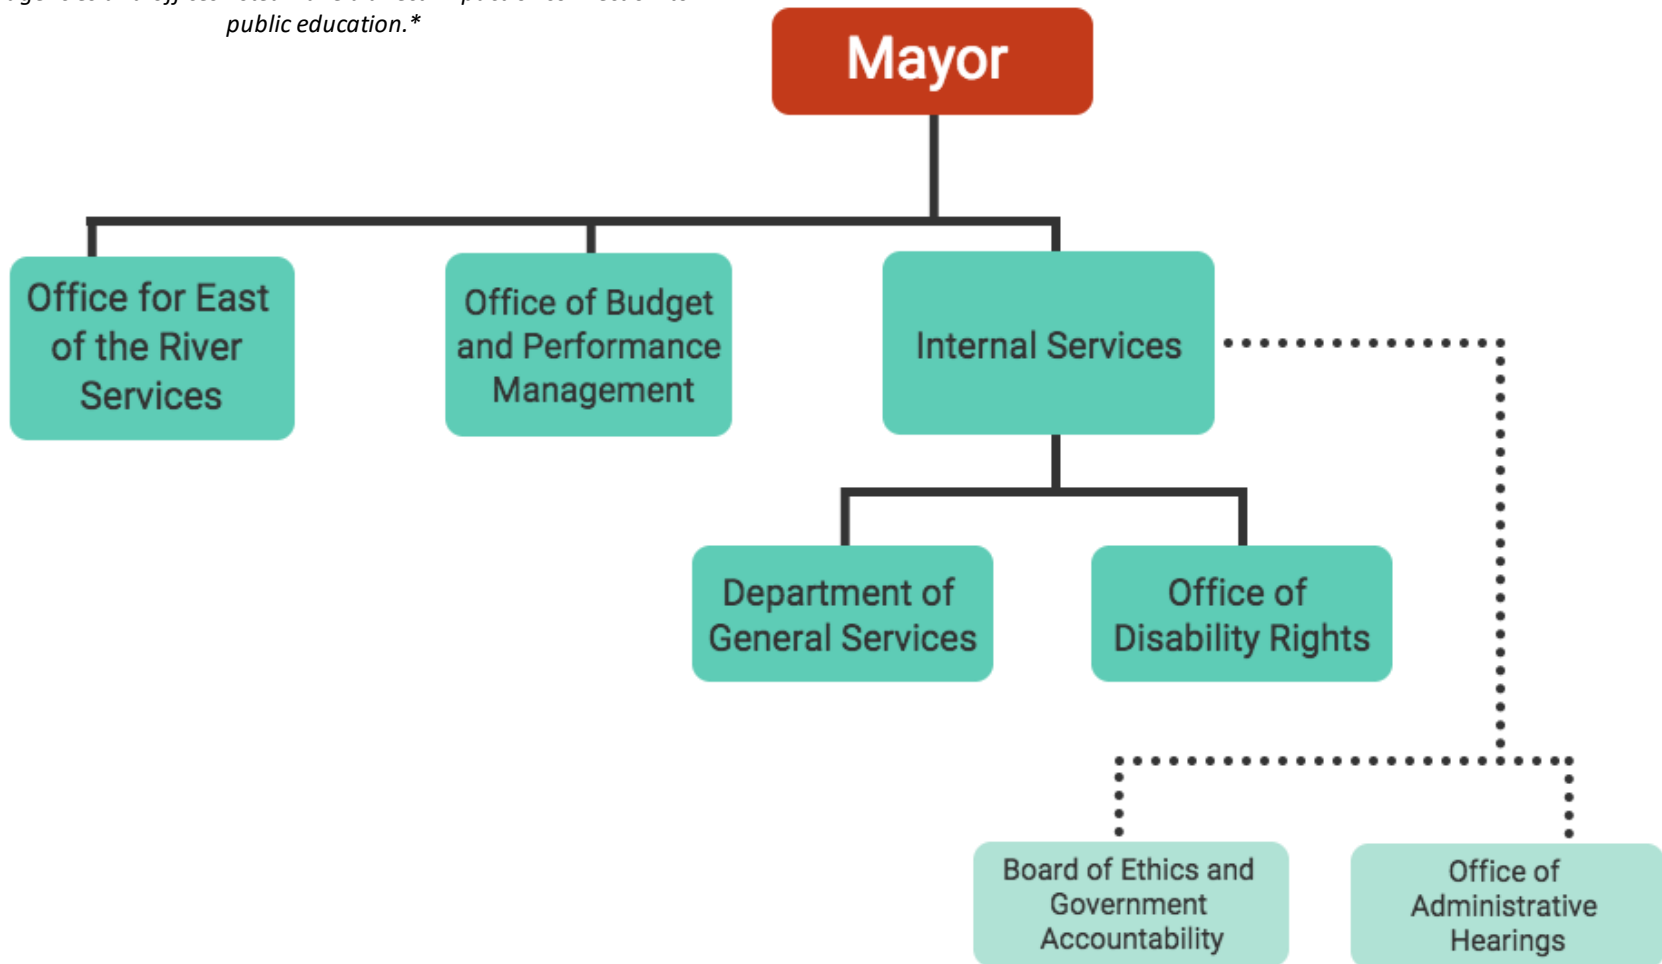 public education.*
Mayor
Office for East
of the River
Services
Office of Budget
and Performance
Management
Internal Services
Department of
General Services
Office of
Disability Rights
Board of Ethics and
Government
Accountability
Office of
Administrative
Hearings